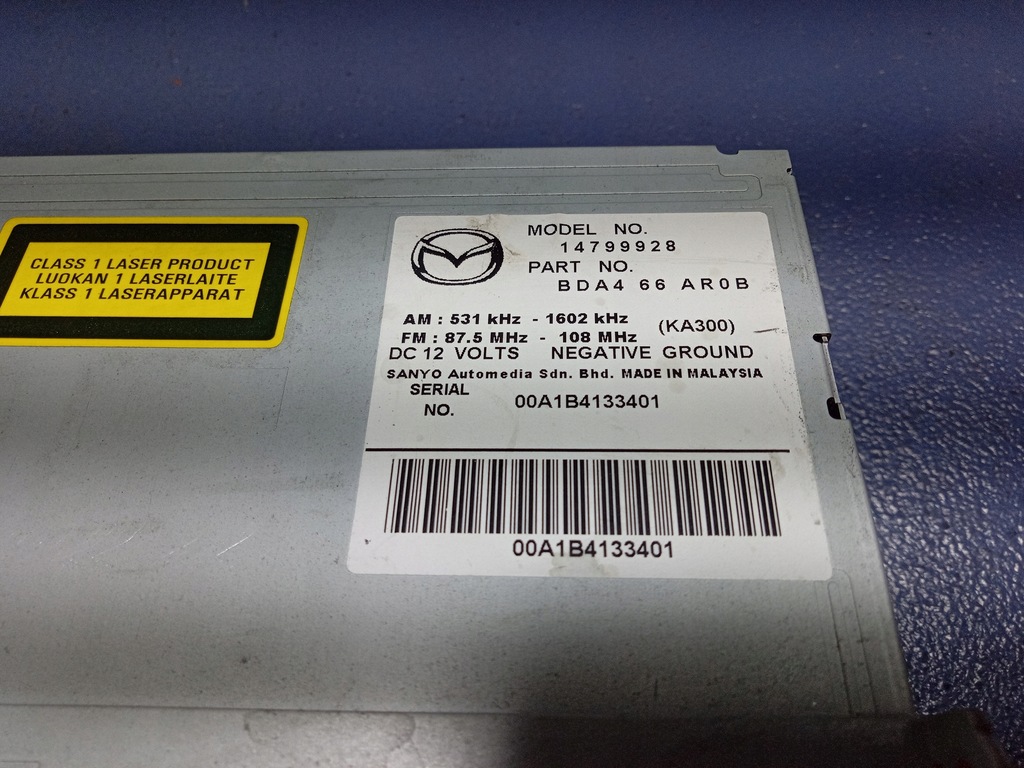 CLASS 1 LASER PRODUCT
LUOKAN 1 LASERLAITE
KLASS 1 LASERAPPARAT
MODEL NO.
14799928
PART NO.
BDA4 66 AR0B
AM : 531 kHz - 1602 kHz
FM : 87.5 MHz - 108 MHz
(KA300)
DC 12 VOLTS NEGATIVE GROUND
SANYO Automedia Sdn. Bhd. MADE IN MALAYSIA
SERIAL
NO.
00A1B4133401
00A1B4133401